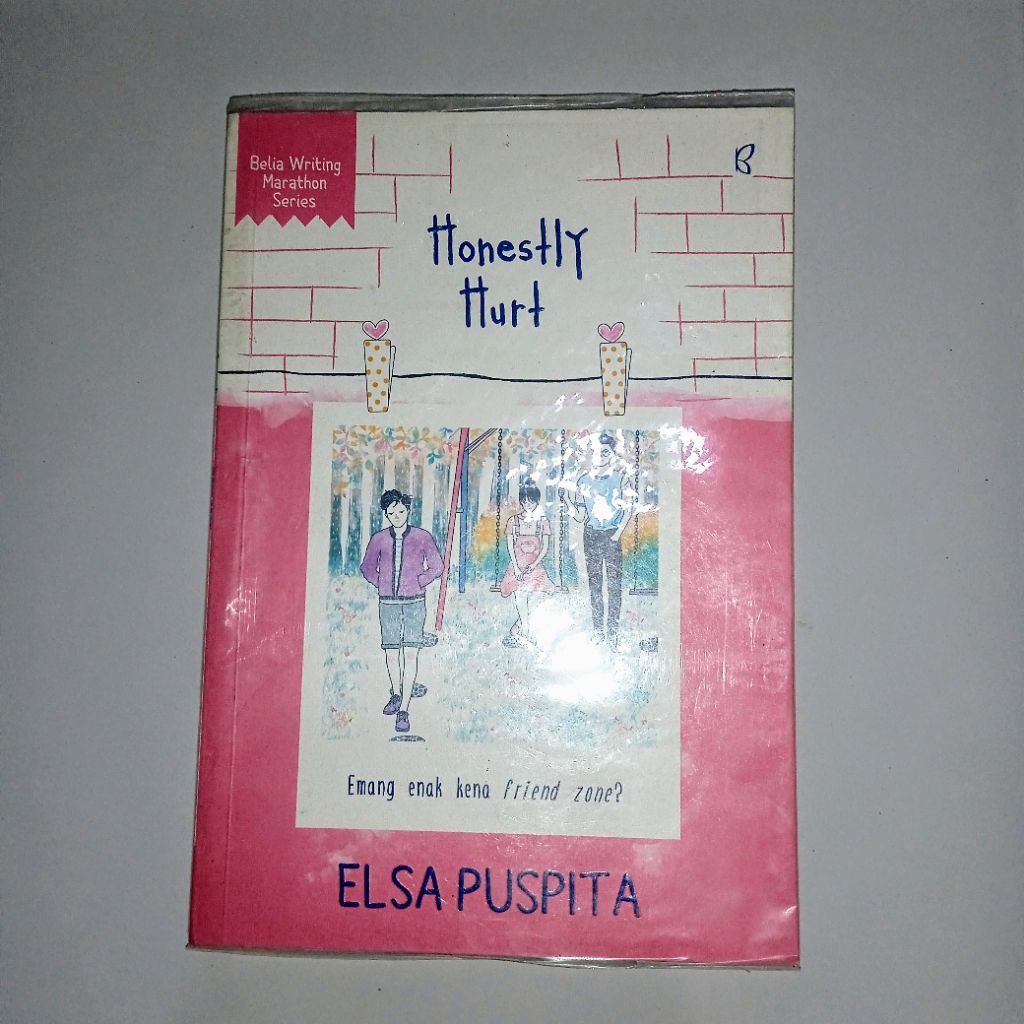 Belia Writing
Marathon
Series
B
Honestly
Hurt
Emang enak kena friend zone?
ELSA PUSPITA